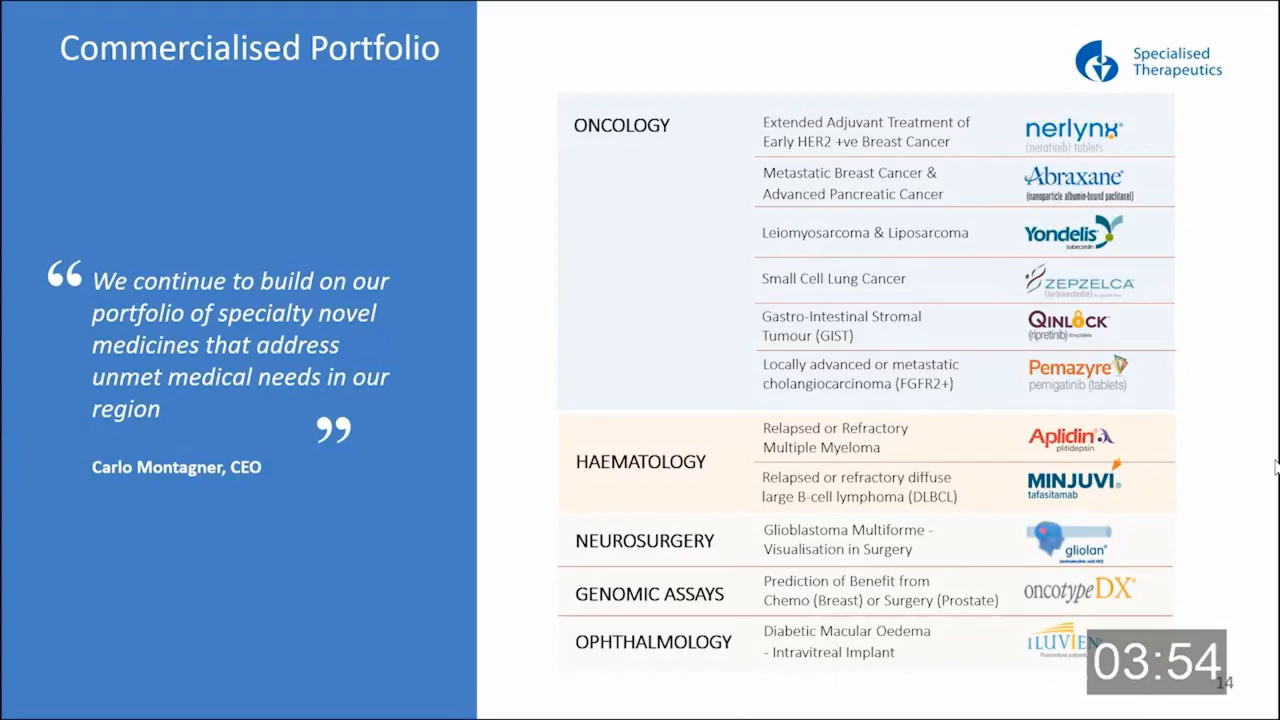 Commercialised Portfolio
Specialised
Therapeutics
“ We continue to build on our
portfolio of specialty novel
medicines that address
unmet medical needs in our
region ”
Carlo Montagner, CEO
ONCOLOGY
Extended Adjuvant Treatment of
Early HER2 +ve Breast Cancer
nerlynx®
(neratinib) tablets
Metastatic Breast Cancer &
Advanced Pancreatic Cancer
Abraxane®
(nanoparticle albumin-bound paclitaxel)
Leiomyosarcoma & Liposarcoma
Yondelis®
trabectedin
Small Cell Lung Cancer
ZEPZELCA
(lurbinectedin)
Gastro-Intestinal Stromal
Tumour (GIST)
QINLOCK
(ripretinib) 50 mg tablets
Locally advanced or metastatic
cholangiocarcinoma (FGFR2+)
Pemazyre
pemigatinib (tablets)
HAEMATOLOGY
Relapsed or Refractory
Multiple Myeloma
Aplidin®
plitidepsin
Relapsed or refractory diffuse
large B-cell lymphoma (DLBCL)
MINJUVI®
tafasitamab
NEUROSURGERY
Glioblastoma Multiforme -
Visualisation in Surgery
gliolan®
GENOMIC ASSAYS
Prediction of Benefit from
Chemo (Breast) or Surgery (Prostate)
oncotype DX®
OPHTHALMOLOGY
Diabetic Macular Oedema
- Intravitreal Implant
ILUVIEN
03:54
14